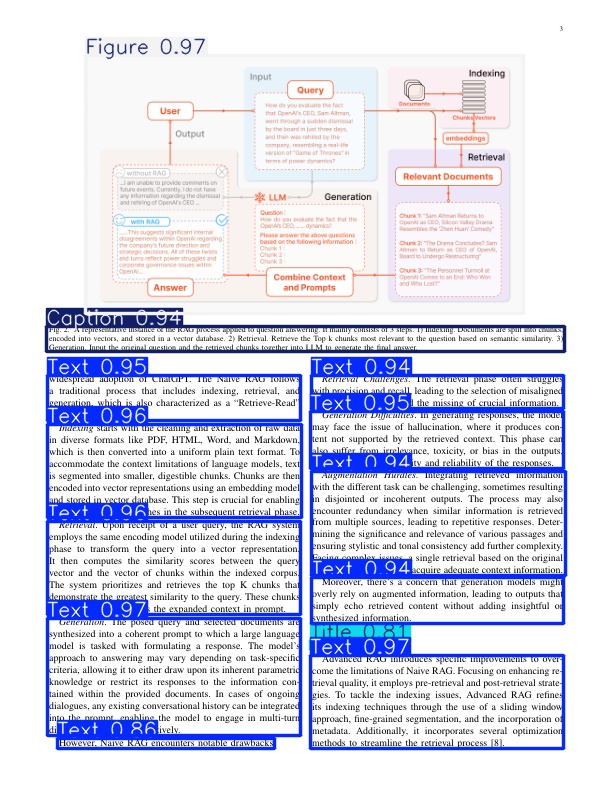 3
Figure 0.97
Input
Indexing
Query
User
Documents
Chunks
Vectors
How do you evaluate the fact that
OpenAI's CEO, Sam Altman,
went through a sudden dismissal
by the board in just three days,
and then was rehired by the
company, resembling a real-life
version of "Game of Thrones" in
terms of power dynamics?
Output
embeddings
Retrieval
without RAG
Relevant Documents
...I am unable to provide comments on
future events. Currently, I do not have
any information regarding the dismissal
and rehiring of OpenAI's CEO ...
LLM
Generation
Question :
How do you evaluate the fact that the
OpenAI's CEO, ... ... dynamics?
Please answer the above questions
based on the following information :
Chunk 1 :
Chunk 2 :
Chunk 3 :
Chunk 1: "Sam Altman Returns to
OpenAI as CEO, Silicon Valley Drama
Resembles the 'Zhen Huan' Comedy"
Chunk 2: "The Drama Concludes? Sam
Altman to Return as CEO of OpenAI,
Board to Undergo Restructuring"
Chunk 3: "The Personnel Turmoil at
OpenAI Comes to an End: Who Won
and Who Lost?"
with RAG
......This suggests significant internal
disagreements within OpenAI regarding
the company's future direction and
strategic decisions. All of these twists
and turns reflect power struggles and
corporate governance issues within
OpenAI...
Answer
Combine Context
and Prompts
Caption 0.94
Fig. 2. A representative instance of the RAG process applied to question answering. It mainly consists of 3 steps. 1) Indexing. Documents are split into chunks,
encoded into vectors, and stored in a vector database. 2) Retrieval. Retrieve the Top k chunks most relevant to the question based on semantic similarity. 3)
Generation. Input the original question and the retrieved chunks together into LLM to generate the final answer.
Text 0.95
widespread adoption of ChatGPT. The Naive RAG follows
a traditional process that includes indexing, retrieval, and
generation, which is also characterized as a "Retrieve-Read"
Text 0.96
Indexing starts with the cleaning and extraction of raw data
in diverse formats like PDF, HTML, Word, and Markdown,
which is then converted into a uniform plain text format. To
accommodate the context limitations of language models, text
is segmented into smaller, digestible chunks. Chunks are then
encoded into vector representations using an embedding model
and stored in vector database. This step is crucial for enabling
Text 0.96
hes in the subsequent retrieval phase.
Retrieval. Upon receipt of a user query, the RAG system
employs the same encoding model utilized during the indexing
phase to transform the query into a vector representation.
It then computes the similarity scores between the query
vector and the vector of chunks within the indexed corpus.
The system prioritizes and retrieves the top K chunks that
demonstrate the greatest similarity to the query. These chunks
Text 0.97
s the expanded context in prompt.
Generation. The posed query and selected documents are
synthesized into a coherent prompt to which a large language
model is tasked with formulating a response. The model's
approach to answering may vary depending on task-specific
criteria, allowing it to either draw upon its inherent parametric
knowledge or restrict its responses to the information con-
tained within the provided documents. In cases of ongoing
dialogues, any existing conversational history can be integrated
into the prompt, enabling the model to engage in multi-turn
Text 0.86
ively.
However, Naive RAG encounters notable drawbacks
Text 0.94
Retrieval Challenges. The retrieval phase often struggles
with precision and recall, leading to the selection of misaligned
Text 0.95
d the missing of crucial information.
Generation Difficulties. In generating responses, the model
may face the issue of hallucination, where it produces con-
tent not supported by the retrieved context. This phase can
also suffer from irrelevance, toxicity, or bias in the outputs,
Text 0.94
ty and reliability of the responses.
Augmentation Hurdles. Integrating retrieved information
with the different task can be challenging, sometimes resulting
in disjointed or incoherent outputs. The process may also
encounter redundancy when similar information is retrieved
from multiple sources, leading to repetitive responses. Deter-
mining the significance and relevance of various passages and
ensuring stylistic and tonal consistency add further complexity.
Facing complex issues, a single retrieval based on the original
Text 0.94
acquire adequate context information.
Moreover, there's a concern that generation models might
overly rely on augmented information, leading to outputs that
simply echo retrieved content without adding insightful or
synthesized information.
Title 0.81
Text 0.97
Advanced RAG introduces specific improvements to over-
come the limitations of Naive RAG. Focusing on enhancing re-
trieval quality, it employs pre-retrieval and post-retrieval strate-
gies. To tackle the indexing issues, Advanced RAG refines
its indexing techniques through the use of a sliding window
approach, fine-grained segmentation, and the incorporation of
metadata. Additionally, it incorporates several optimization
methods to streamline the retrieval process [8].